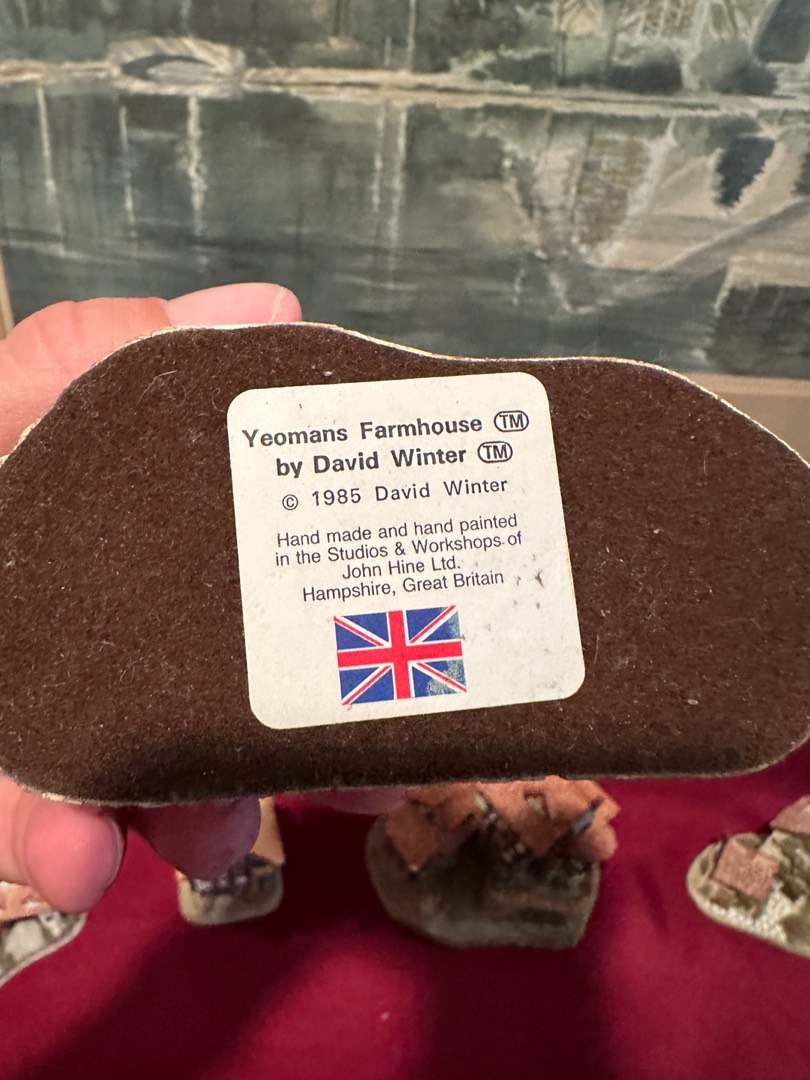 Yeomans Farmhouse TM
by David Winter TM
© 1985 David Winter
Hand made and hand painted
in the Studios & Workshops of
John Hine Ltd.
Hampshire, Great Britain